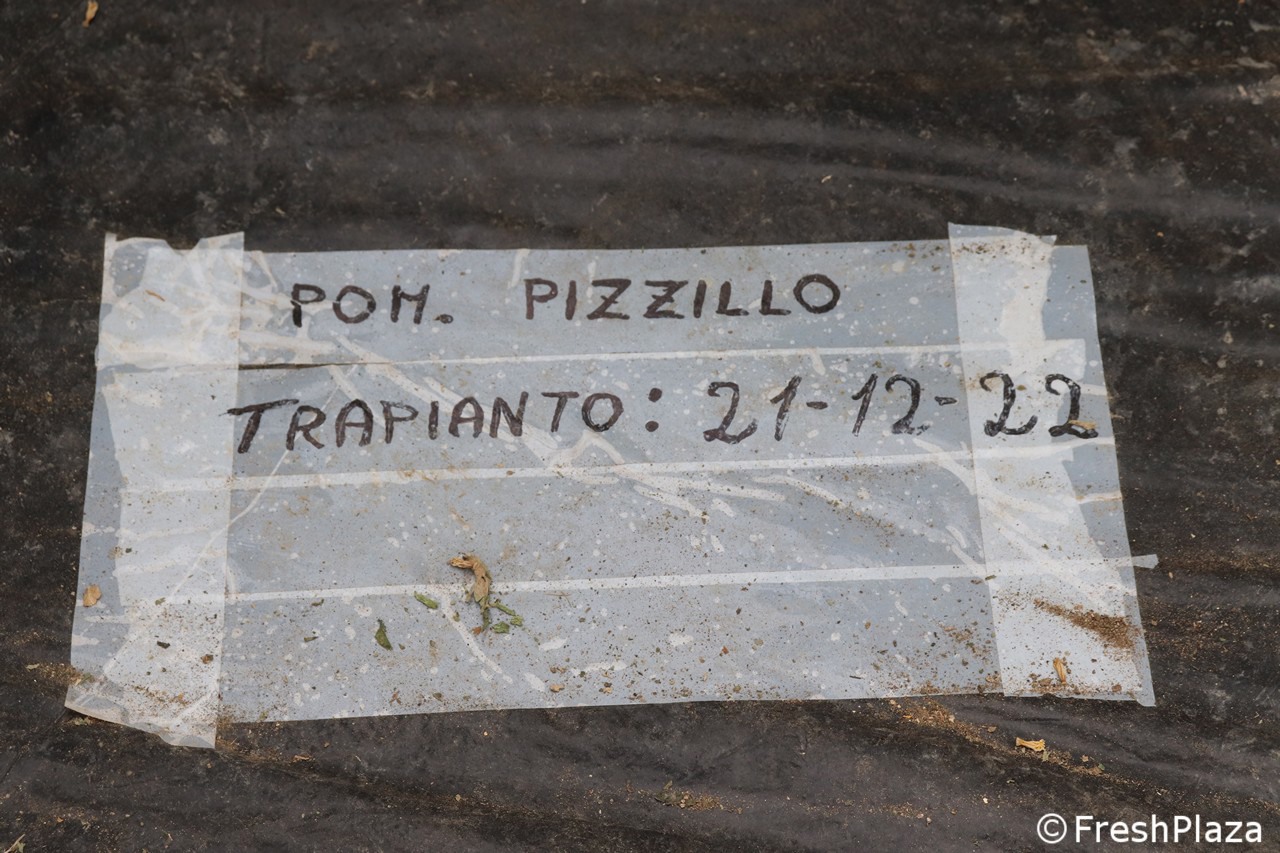 POM. PIZZILLO
TRAPIANTO: 21-12-22
©FreshPlaza